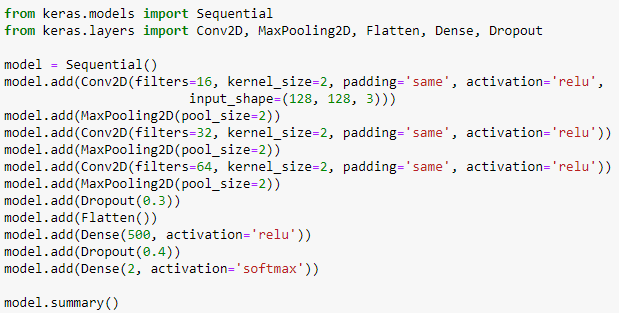 from keras.models import Sequential
from keras.layers import Conv2D, MaxPooling2D, Flatten, Dense, Dropout

model = Sequential()
model.add(Conv2D(filters=16, kernel_size=2, padding='same', activation='relu',
                        input_shape=(128, 128, 3)))
model.add(MaxPooling2D(pool_size=2))
model.add(Conv2D(filters=32, kernel_size=2, padding='same', activation='relu'))
model.add(MaxPooling2D(pool_size=2))
model.add(Conv2D(filters=64, kernel_size=2, padding='same', activation='relu'))
model.add(MaxPooling2D(pool_size=2))
model.add(Dropout(0.3))
model.add(Flatten())
model.add(Dense(500, activation='relu'))
model.add(Dropout(0.4))
model.add(Dense(2, activation='softmax'))

model.summary()